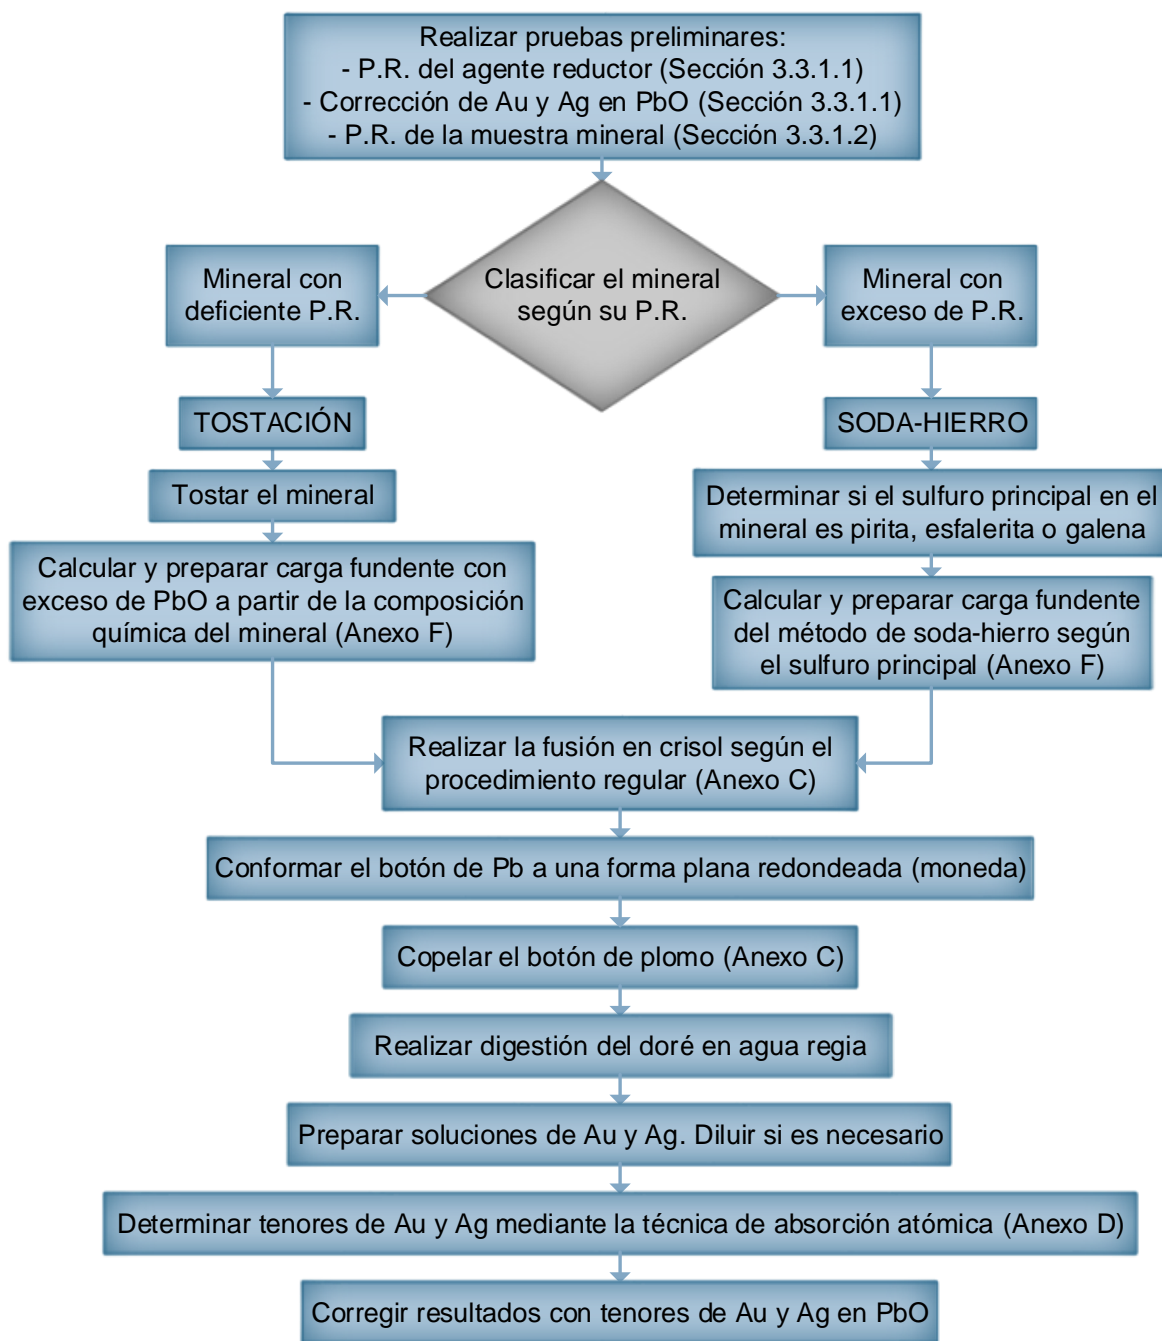 Realizar pruebas preliminares:
- P.R. del agente reductor (Sección 3.3.1.1)
- Corrección de Au y Ag en PbO (Sección 3.3.1.1)
- P.R. de la muestra mineral (Sección 3.3.1.2)
Clasificar el mineral
según su P.R.
Mineral con
deficiente P.R.
Mineral con
exceso de P.R.
TOSTACIÓN
SODA-HIERRO
Tostar el mineral
Determinar si el sulfuro principal en el
mineral es pirita, esfalerita o galena
Calcular y preparar carga fundente con
exceso de PbO a partir de la composición
química del mineral (Anexo F)
Calcular y preparar carga fundente
del método de soda-hierro según
el sulfuro principal (Anexo F)
Realizar la fusión en crisol según el
procedimiento regular (Anexo C)
Conformar el botón de Pb a una forma plana redondeada (moneda)
Copelar el botón de plomo (Anexo C)
Realizar digestión del doré en agua regia
Preparar soluciones de Au y Ag. Diluir si es necesario
Determinar tenores de Au y Ag mediante la técnica de absorción atómica (Anexo D)
Corregir resultados con tenores de Au y Ag en PbO